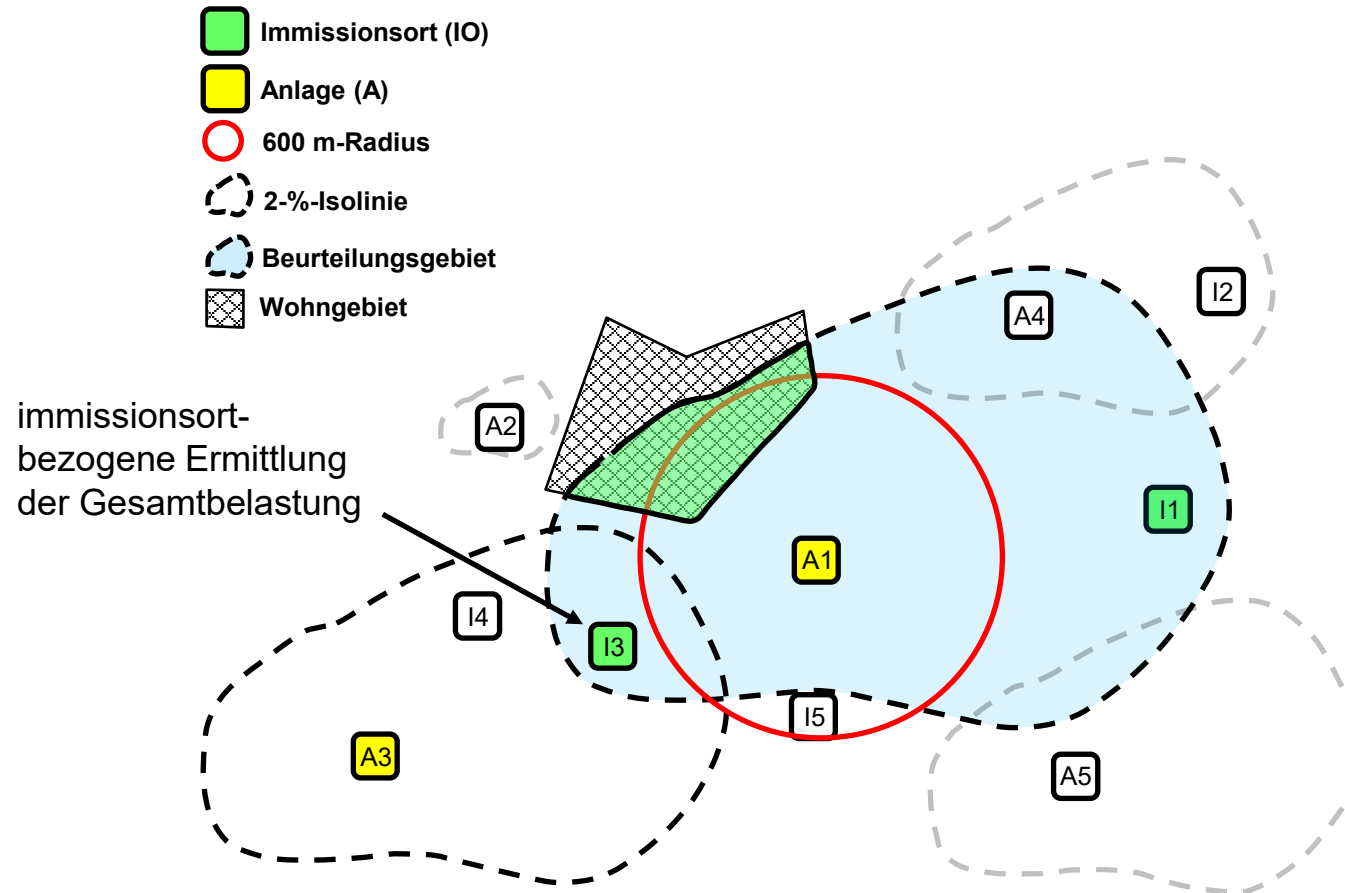 Immissionsort (IO)
Anlage (A)
600 m-Radius
2-%-Isolinie
Beurteilungsgebiet
Wohngebiet
immissionsort-
bezogene Ermittlung
der Gesamtbelastung
I2
A4
A2
I1
A1
I4
I3
I5
A3
A5